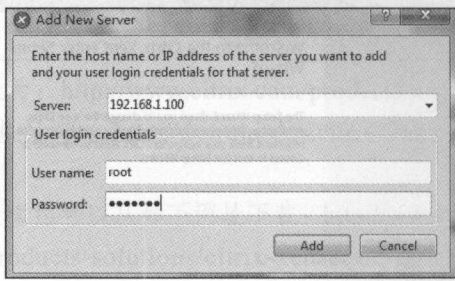 Add New Server
?
Enter the host name or IP address of the server you want to add
and your user login credentials for that server.
Server: 192.168.1.100
User login credentials
User name: root
Password: •••••••
Add Cancel